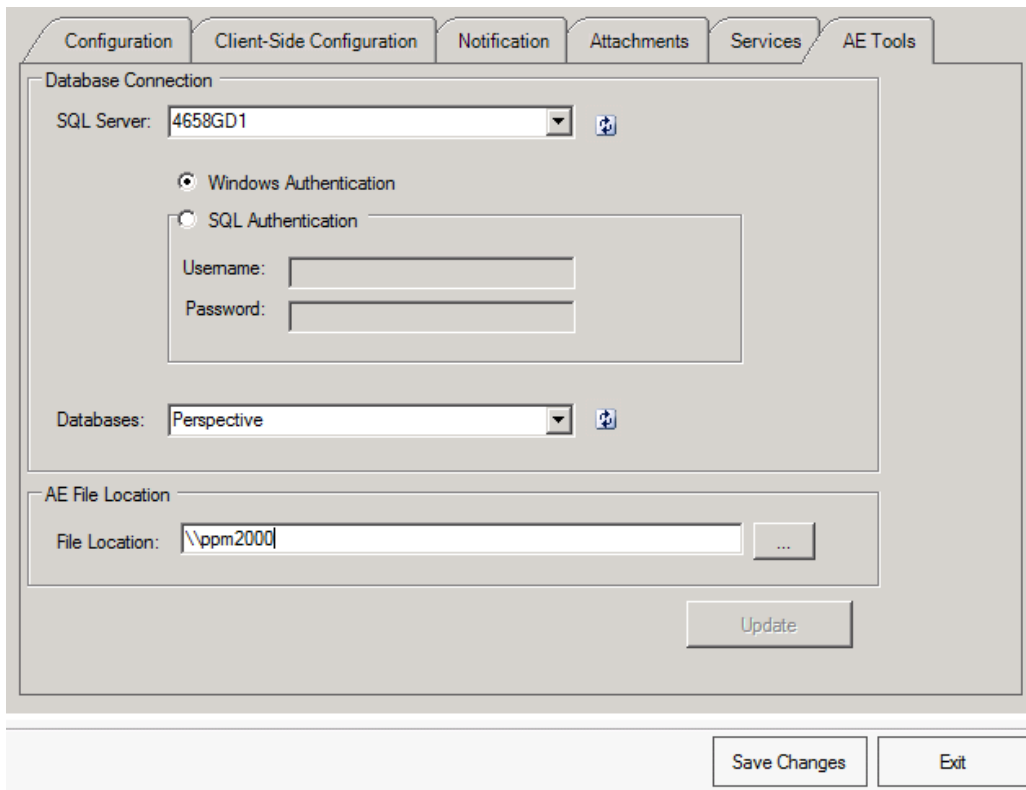 Configuration Client-Side Configuration Notification Attachments Services AE Tools
Database Connection
SQL Server: 4658GD1
Windows Authentication
SQL Authentication
Username:
Password:
Databases: Perspective
AE File Location
File Location: \\ppm2000
...
Update
Save Changes Exit